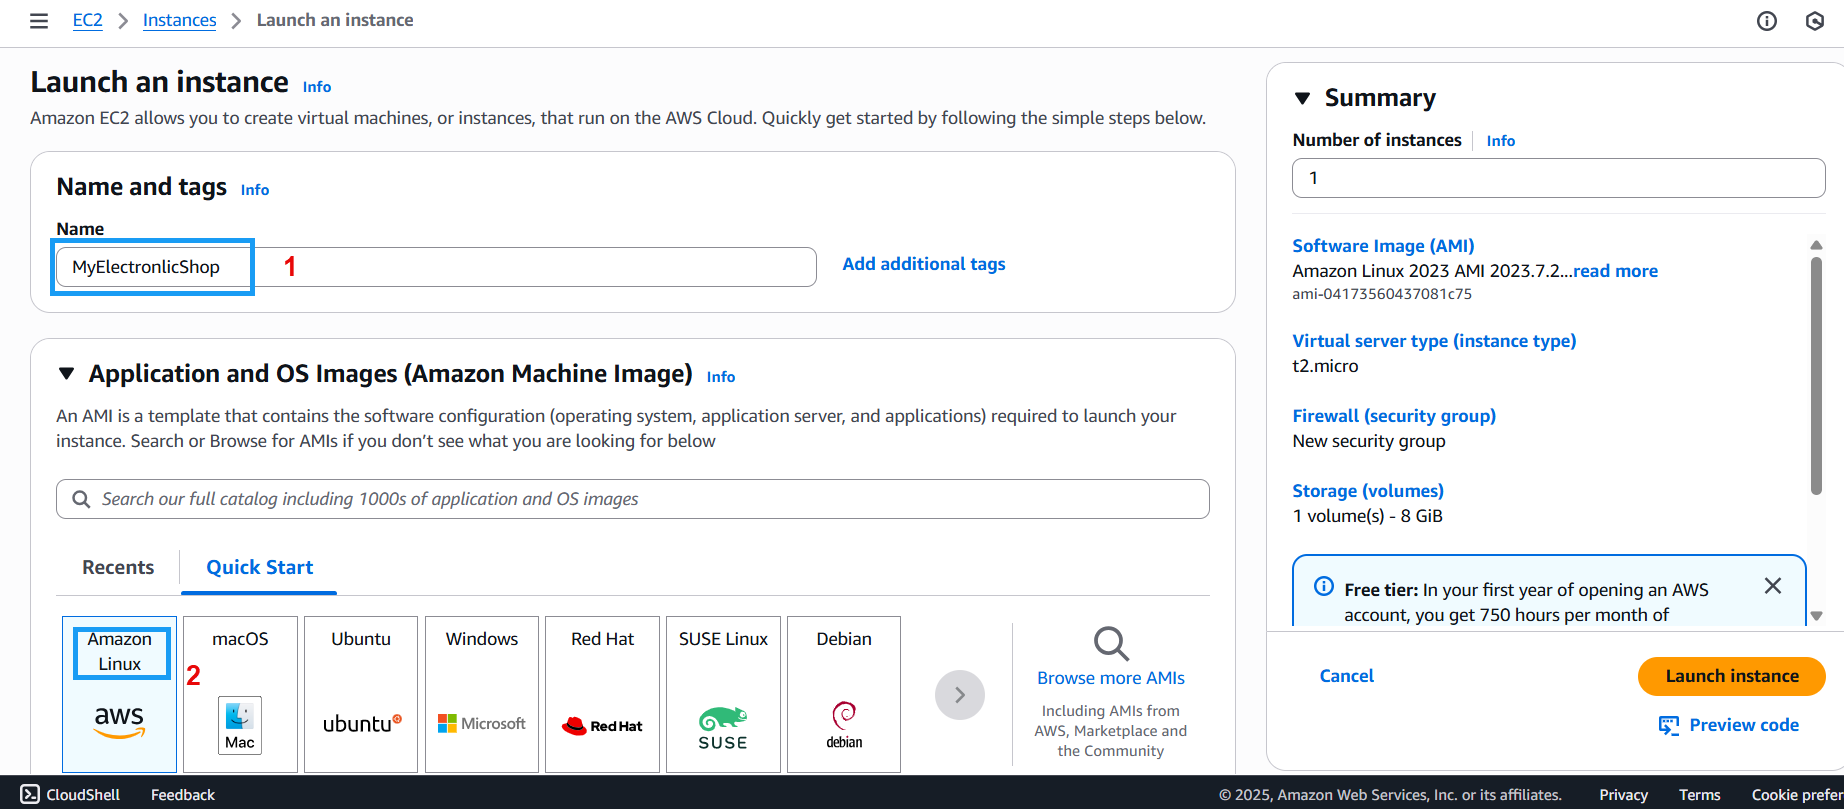 EC2 > Instances > Launch an instance
Launch an instance Info
Amazon EC2 allows you to create virtual machines, or instances, that run on the AWS Cloud. Quickly get started by following the simple steps below.
Name and tags Info
Name
MyElectronlicShop 1
Add additional tags
Application and OS Images (Amazon Machine Image) Info
An AMI is a template that contains the software configuration (operating system, application server, and applications) required to launch your
instance. Search or Browse for AMIs if you don’t see what you are looking for below
Search our full catalog including 1000s of application and OS images
Recents
Quick Start
Amazon
Linux
aws
2
macOS
Mac
Ubuntu
ubuntu
Windows
Microsoft
Red Hat
Red Hat
SUSE Linux
SUSE
Debian
debian
Browse more AMIs
Including AMIs from
AWS, Marketplace and
the Community
Summary
Number of instances Info
1
Software Image (AMI)
Amazon Linux 2023 AMI 2023.7.2...read more
ami-04173560437081c75
Virtual server type (instance type)
t2.micro
Firewall (security group)
New security group
Storage (volumes)
1 volume(s) - 8 GiB
Free tier: In your first year of opening an AWS
account, you get 750 hours per month of
Cancel
Launch instance
Preview code
CloudShell
Feedback
© 2025, Amazon Web Services, Inc. or its affiliates.
Privacy
Terms
Cookie prefer